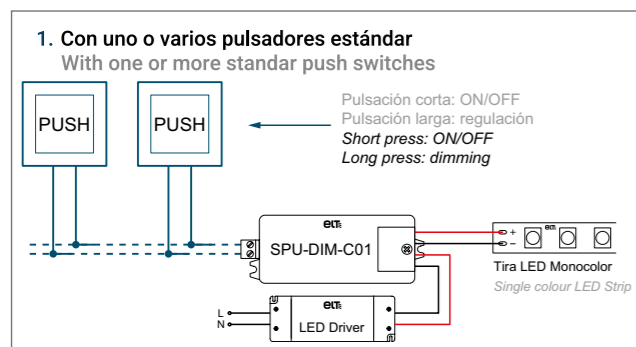 1. Con uno o varios pulsadores estándar
With one or more standar push switches
PUSH
PUSH
Pulsación corta: ON/OFF
Pulsación larga: regulación
Short press: ON/OFF
Long press: dimming
eLT
SPU-DIM-C01
+
−
eLT
Tira LED Monocolor
Single colour LED Strip
L
N
eLT
LED Driver